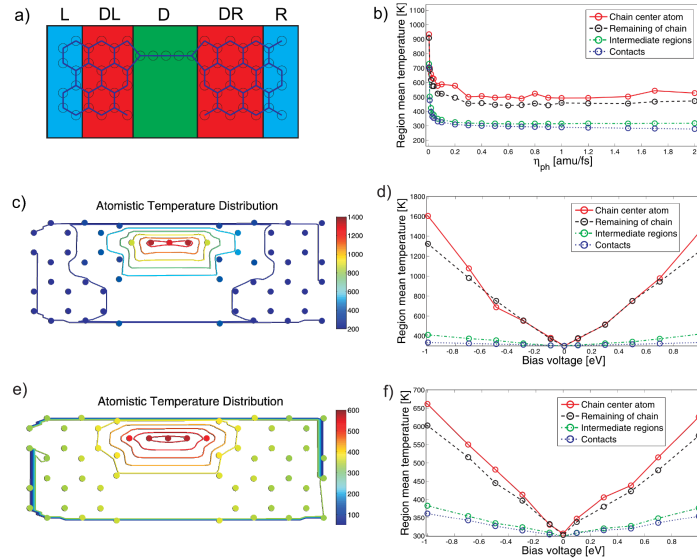 a)
L DL D DR R
b)
Region mean temperature [K]
1100
1000
900
800
700
600
500
400
300
200
0 0.2 0.4 0.6 0.8 1 1.2 1.4 1.6 1.8 2
η_ph [amu/fs]
Chain center atom
Remaining of chain
Intermediate regions
Contacts
c)
Atomistic Temperature Distribution
1400
1200
1000
800
600
400
200
d)
Region mean temperature [K]
1800
1600
1400
1200
1000
800
600
400
-1 -0.8 -0.6 -0.4 -0.2 0 0.2 0.4 0.6 0.8
Bias voltage [eV]
Chain center atom
Remaining of chain
Intermediate regions
Contacts
e)
Atomistic Temperature Distribution
600
500
400
300
200
100
f)
Region mean temperature [K]
700
650
600
550
500
450
400
350
300
-1 -0.8 -0.6 -0.4 -0.2 0 0.2 0.4 0.6 0.8
Bias voltage [eV]
Chain center atom
Remaining of chain
Intermediate regions
Contacts